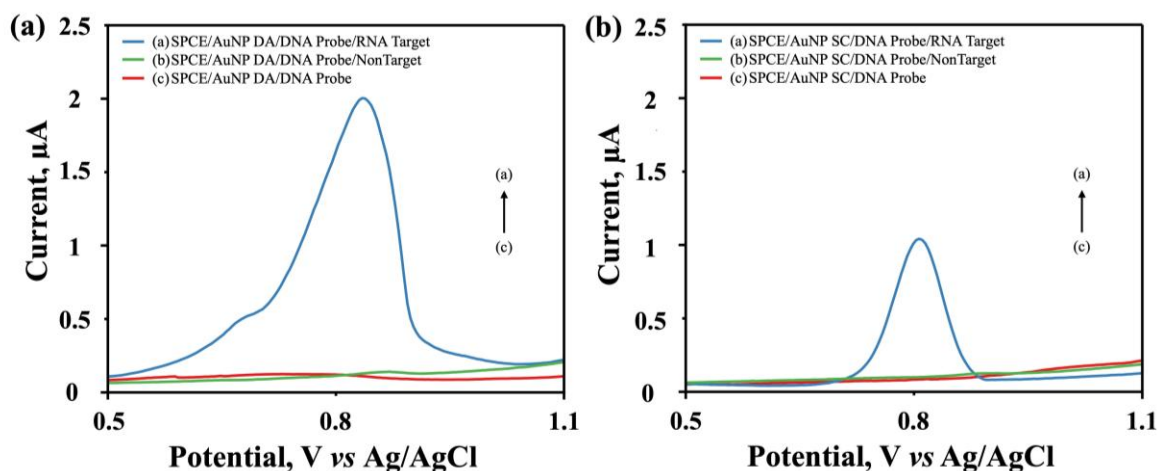 (a)
2.5
(a) SPCE/AuNP DA/DNA Probe/RNA Target
(b) SPCE/AuNP DA/DNA Probe/NonTarget
(c) SPCE/AuNP DA/DNA Probe
2
1.5
1
0.5
0
Current, µA
(a)
(c)
0.5
0.8
1.1
Potential, V vs Ag/AgCl
(b)
2.5
(a) SPCE/AuNP SC/DNA Probe/RNA Target
(b) SPCE/AuNP SC/DNA Probe/NonTarget
(c) SPCE/AuNP SC/DNA Probe
2
1.5
1
0.5
0
Current, µA
(a)
(c)
0.5
0.8
1.1
Potential, V vs Ag/AgCl